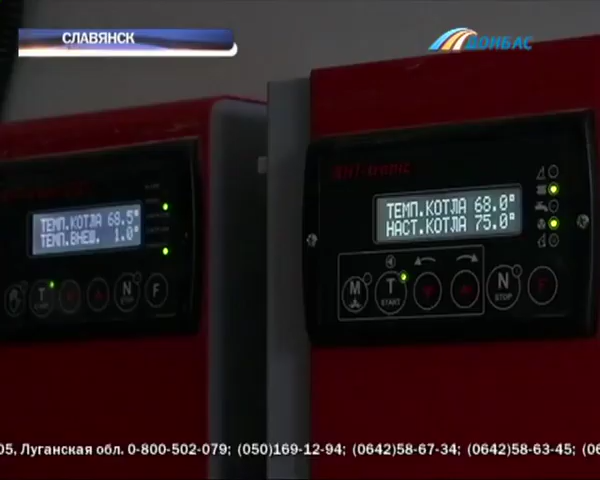 СЛАВЯНСК
ДОНБАС
ТЕМП.КОТЛА 68.5°
ТЕМП.ВНЕШ. 1.0°
T
START
N
STOP
F
ТЕМП.КОТЛА 68.0°
НАСТ.КОТЛА 75.0°
M
T
START
N
STOP
F
05, Луганская обл. 0-800-502-079; (050)169-12-94; (0642)58-67-34; (0642)58-63-45; (06